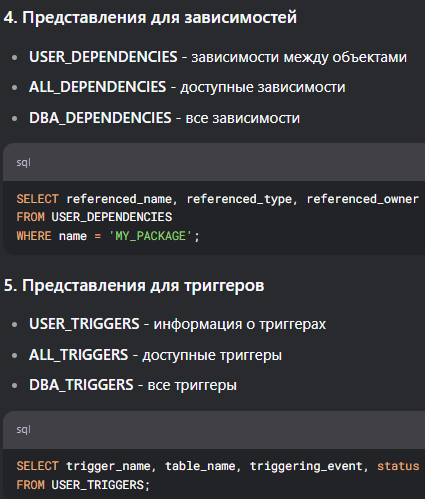 4. Представления для зависимостей
USER_DEPENDENCIES - зависимости между объектами
ALL_DEPENDENCIES - доступные зависимости
DBA_DEPENDENCIES - все зависимости
sql
SELECT referenced_name, referenced_type, referenced_owner
FROM USER_DEPENDENCIES
WHERE name = 'MY_PACKAGE';
5. Представления для триггеров
USER_TRIGGERS - информация о триггерах
ALL_TRIGGERS - доступные триггеры
DBA_TRIGGERS - все триггеры
sql
SELECT trigger_name, table_name, triggering_event, status
FROM USER_TRIGGERS;